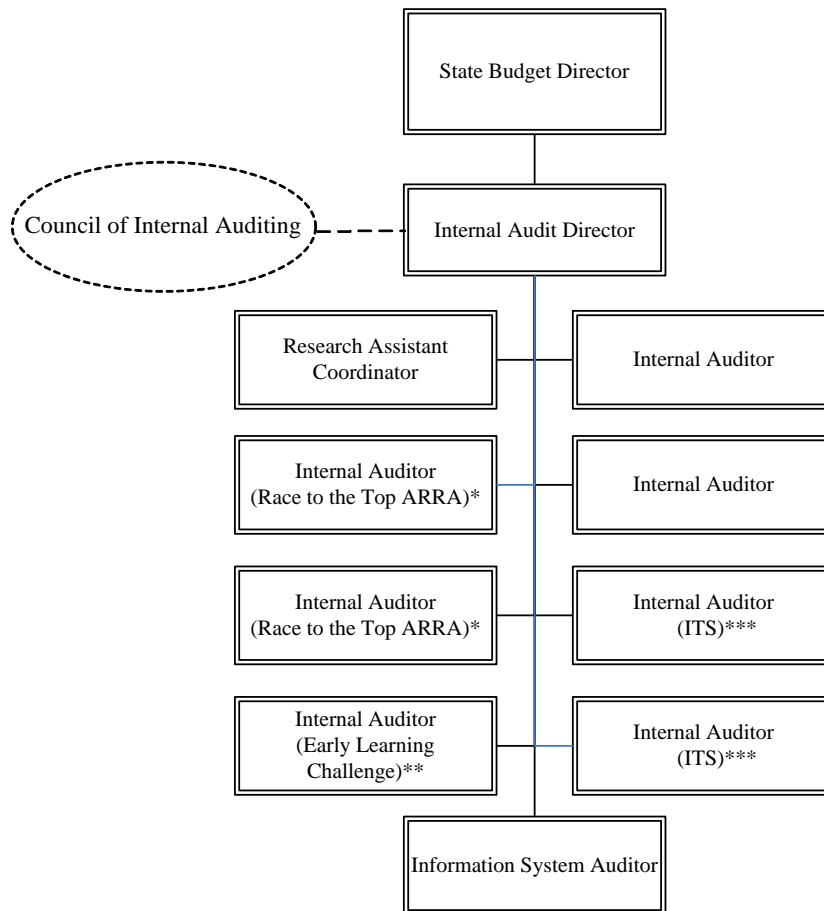 State Budget Director
Council of Internal Auditing
Internal Audit Director
Research Assistant
Coordinator
Internal Auditor
Internal Auditor
(Race to the Top ARRA)*
Internal Auditor
Internal Auditor
(Race to the Top ARRA)*
Internal Auditor
(ITS)***
Internal Auditor
(Early Learning
Challenge)**
Internal Auditor
(ITS)***
Information System Auditor